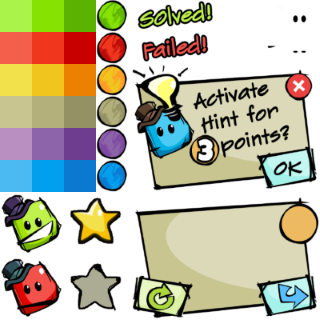 Solved!
Failed!
Activate
Hint for
3 points?
OK